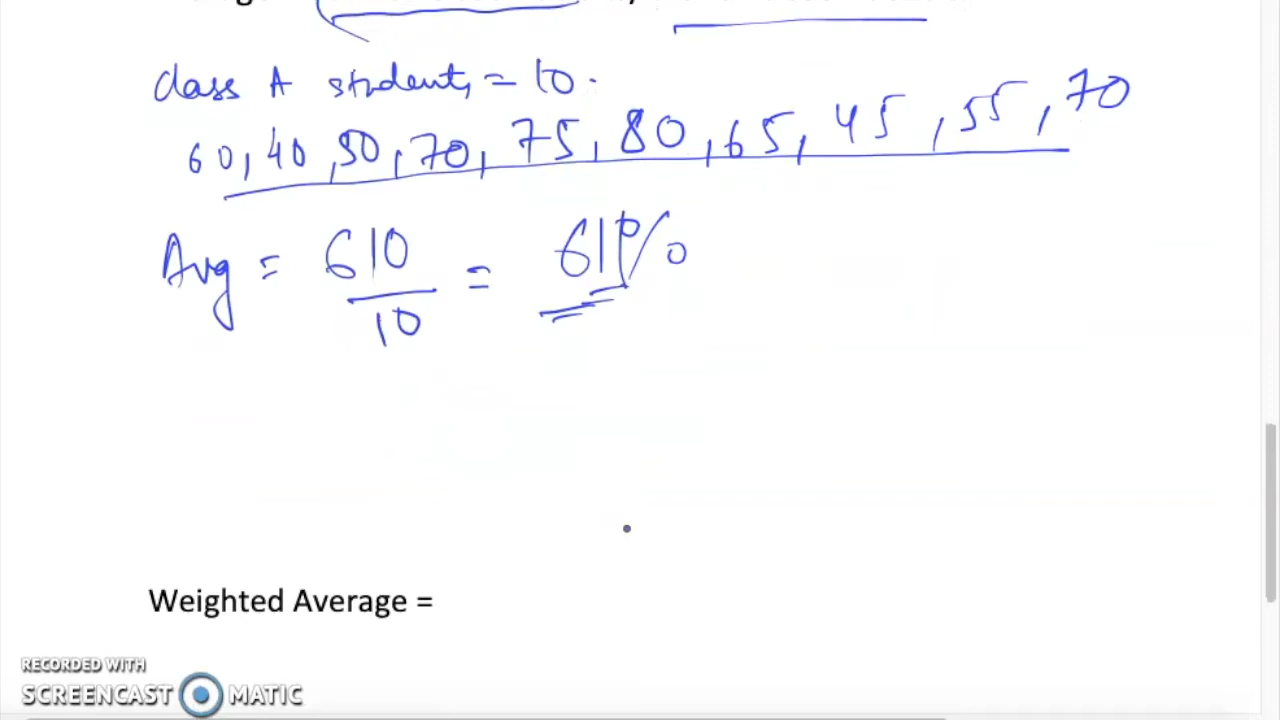 class A students = 10.
60, 40, 50, 70, 75, 80, 65, 45, 55, 70
Avg = 610/10 = 61%
Weighted Average =
RECORDED WITH
SCREENCAST MATIC